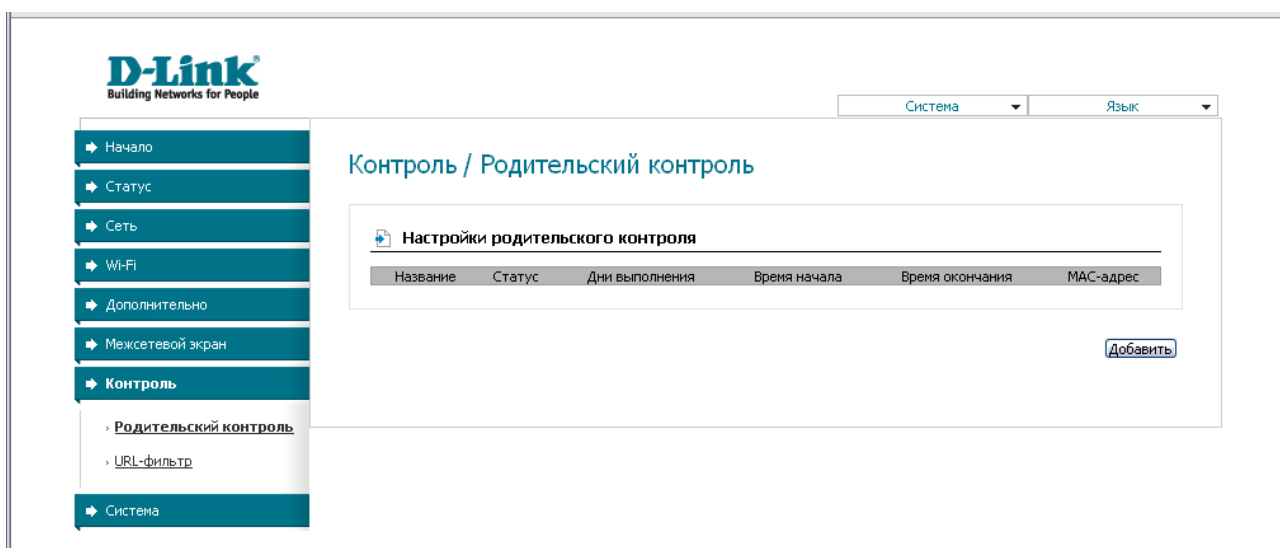 D-Link
Building Networks for People
Система Язык
Начало
Статус
Сеть
Wi-Fi
Дополнительно
Межсетевой экран
Контроль
Родительский контроль
URL-фильтр
Система
Контроль / Родительский контроль
Настройки родительского контроля
Название Статус Дни выполнения Время начала Время окончания MAC-адрес
Добавить